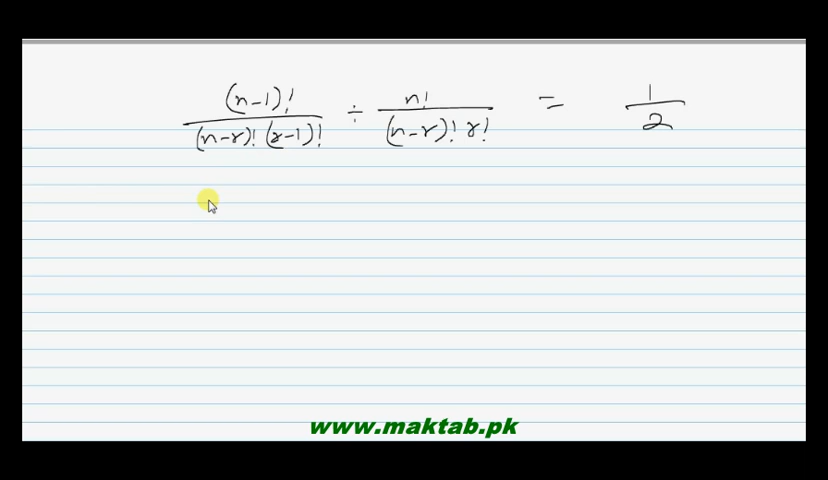 (n-1)! / (n-r)! (r-1)! ÷ n! / (n-r)! r! = 1/2
www.maktab.pk